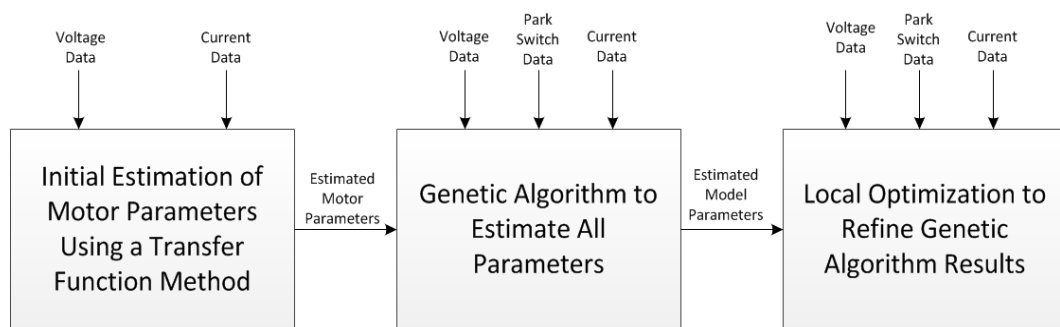 Voltage
Data
Current
Data
Initial Estimation of
Motor Parameters
Using a Transfer
Function Method
Estimated
Motor
Parameters
Voltage
Data
Park
Switch
Data
Current
Data
Genetic Algorithm to
Estimate All
Parameters
Estimated
Model
Parameters
Voltage
Data
Park
Switch
Data
Current
Data
Local Optimization to
Refine Genetic
Algorithm Results